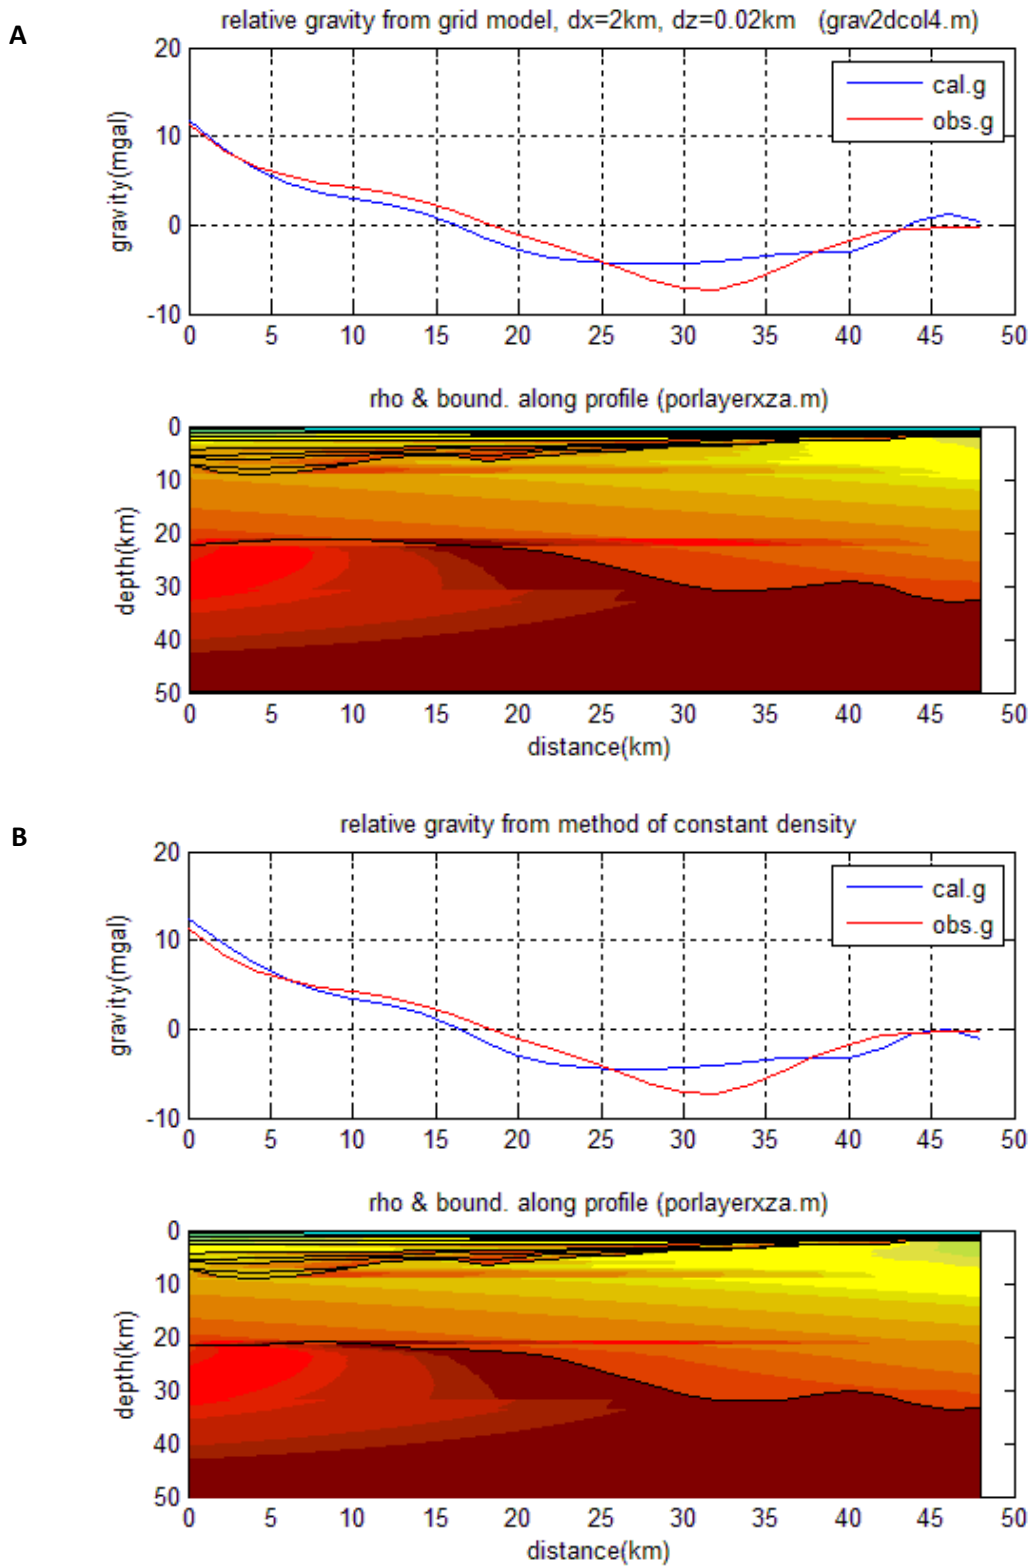 A
relative gravity from grid model, dx=2km, dz=0.02km (grav2dcol4.m)
20
10
0
-10
gravity(mgal)
cal.g
obs.g
0 5 10 15 20 25 30 35 40 45 50
rho & bound. along profile (porlayerxza.m)
0
10
20
30
40
50
depth(km)
0 5 10 15 20 25 30 35 40 45 50
distance(km)
B
relative gravity from method of constant density
20
10
0
-10
gravity(mgal)
cal.g
obs.g
0 5 10 15 20 25 30 35 40 45 50
rho & bound. along profile (porlayerxza.m)
0
10
20
30
40
50
depth(km)
0 5 10 15 20 25 30 35 40 45 50
distance(km)